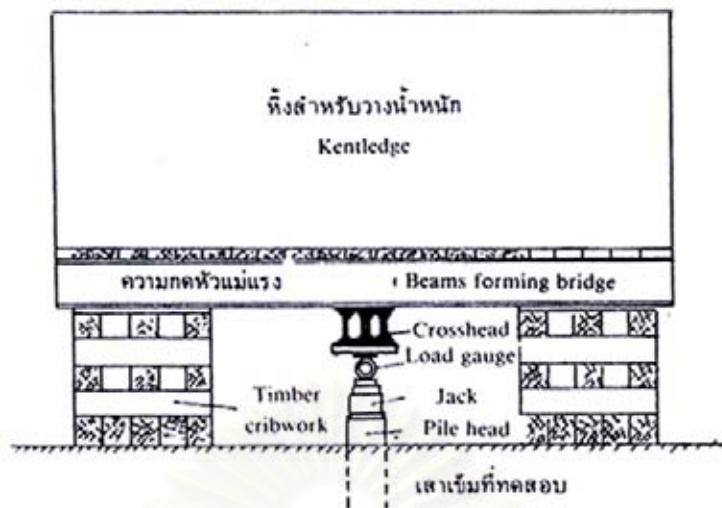 หิ้งสำหรับวางน้ำหนัก
Kentledge
ความกดหัวแม่แรง
Beams forming bridge
Crosshead
Load gauge
Timber
cribwork
Jack
Pile head
เสาเข็มที่ทดสอบ